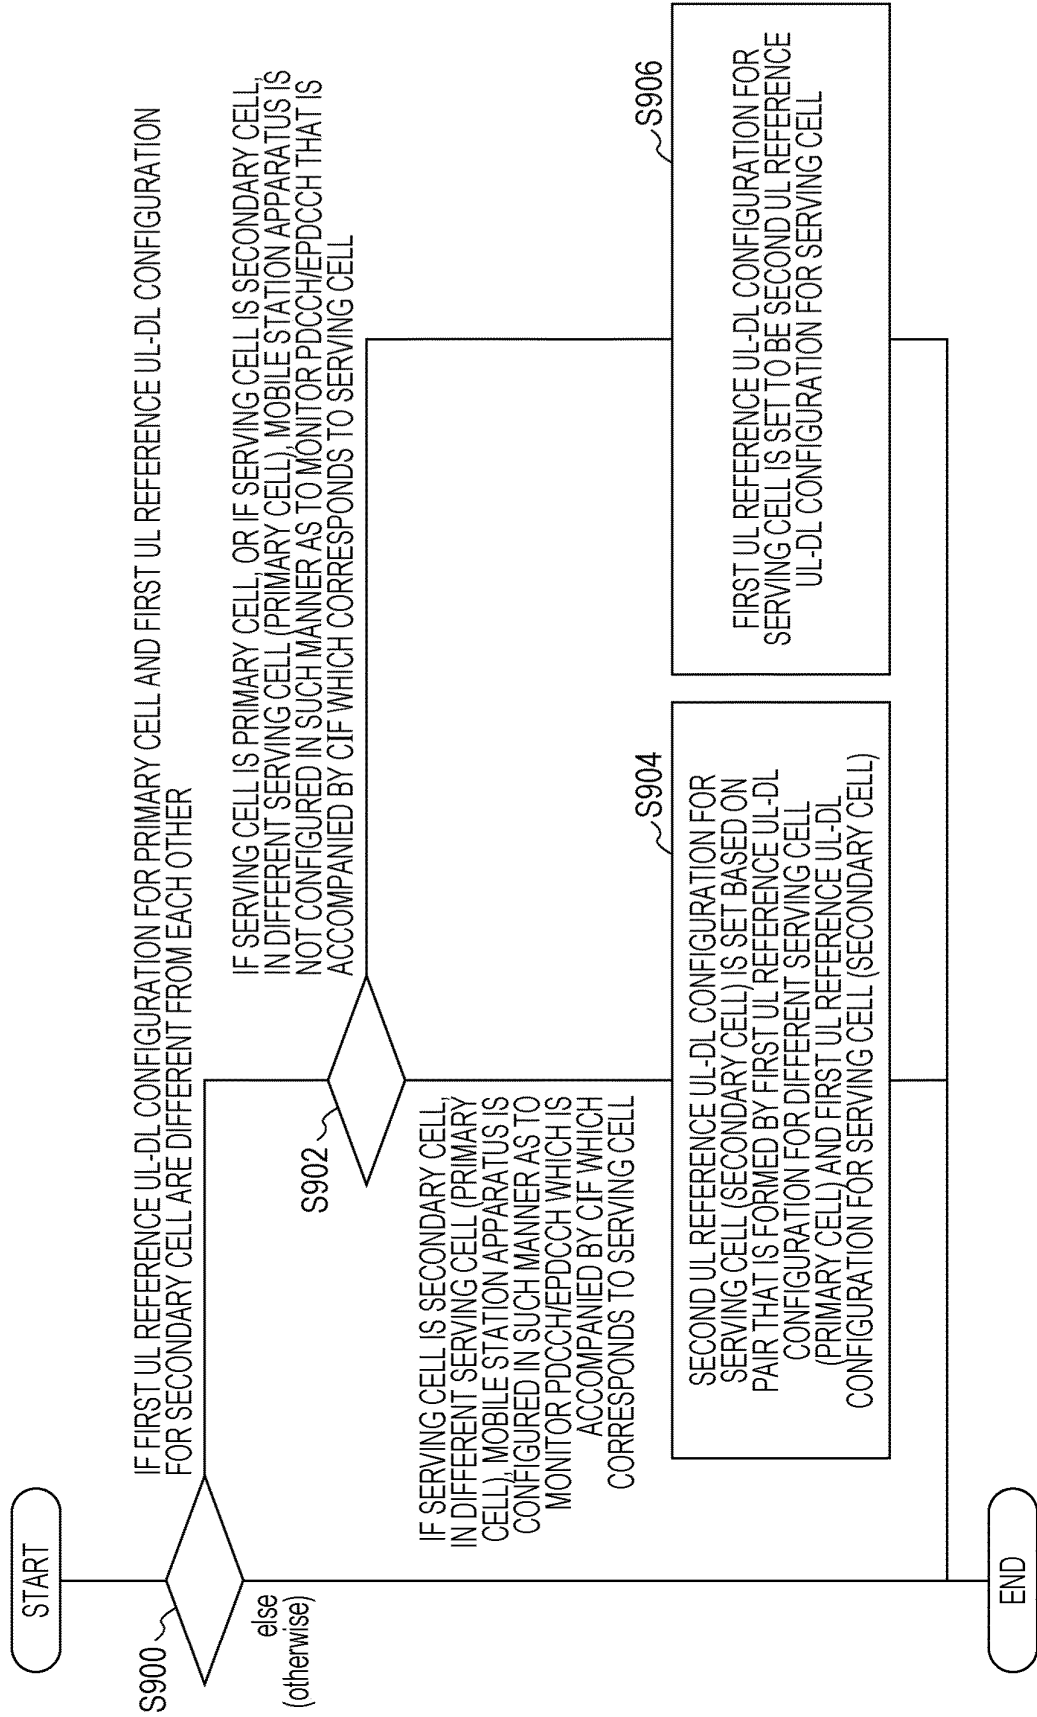 START
S900
IF FIRST UL REFERENCE UL-DL CONFIGURATION FOR PRIMARY CELL AND FIRST UL REFERENCE UL-DL CONFIGURATION
FOR SECONDARY CELL ARE DIFFERENT FROM EACH OTHER
else
(otherwise)
S902
IF SERVING CELL IS PRIMARY CELL, OR IF SERVING CELL IS SECONDARY CELL,
IN DIFFERENT SERVING CELL (PRIMARY CELL), MOBILE STATION APPARATUS IS
NOT CONFIGURED IN SUCH MANNER AS TO MONITOR PDCCH/EPDCCH THAT IS
ACCOMPANIED BY CIF WHICH CORRESPONDS TO SERVING CELL
IF SERVING CELL IS SECONDARY CELL,
IN DIFFERENT SERVING CELL (PRIMARY
CELL), MOBILE STATION APPARATUS IS
CONFIGURED IN SUCH MANNER AS TO
MONITOR PDCCH/EPDCCH WHICH IS
ACCOMPANIED BY CIF WHICH
CORRESPONDS TO SERVING CELL
S904
SECOND UL REFERENCE UL-DL CONFIGURATION FOR
SERVING CELL (SECONDARY CELL) IS SET BASED ON
PAIR THAT IS FORMED BY FIRST UL REFERENCE UL-DL
CONFIGURATION FOR DIFFERENT SERVING CELL
(PRIMARY CELL) AND FIRST UL REFERENCE UL-DL
CONFIGURATION FOR SERVING CELL (SECONDARY CELL)
S906
FIRST UL REFERENCE UL-DL CONFIGURATION FOR
SERVING CELL IS SET TO BE SECOND UL REFERENCE
UL-DL CONFIGURATION FOR SERVING CELL
END